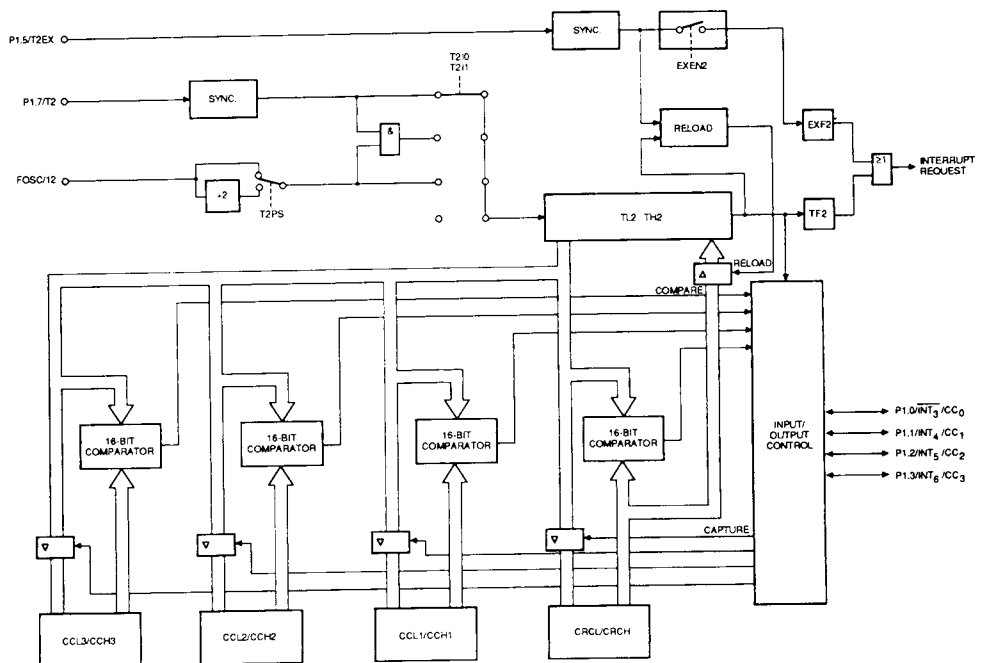 P1.5/T2EX
SYNC.
EXEN2
T2I0
T2I1
P1.7/T2
SYNC.
&
RELOAD
EXF2
≥1
INTERRUPT
REQUEST
FOSC/12
÷2
T2PS
TL2 TH2
TF2
RELOAD
COMPARE
16-BIT
COMPARATOR
16-BIT
COMPARATOR
16-BIT
COMPARATOR
16-BIT
COMPARATOR
INPUT/
OUTPUT
CONTROL
P1.0/INT3/CC0
P1.1/INT4/CC1
P1.2/INT5/CC2
P1.3/INT6/CC3
CAPTURE
CCL3/CCH3
CCL2/CCH2
CCL1/CCH1
CRCL/CRCH